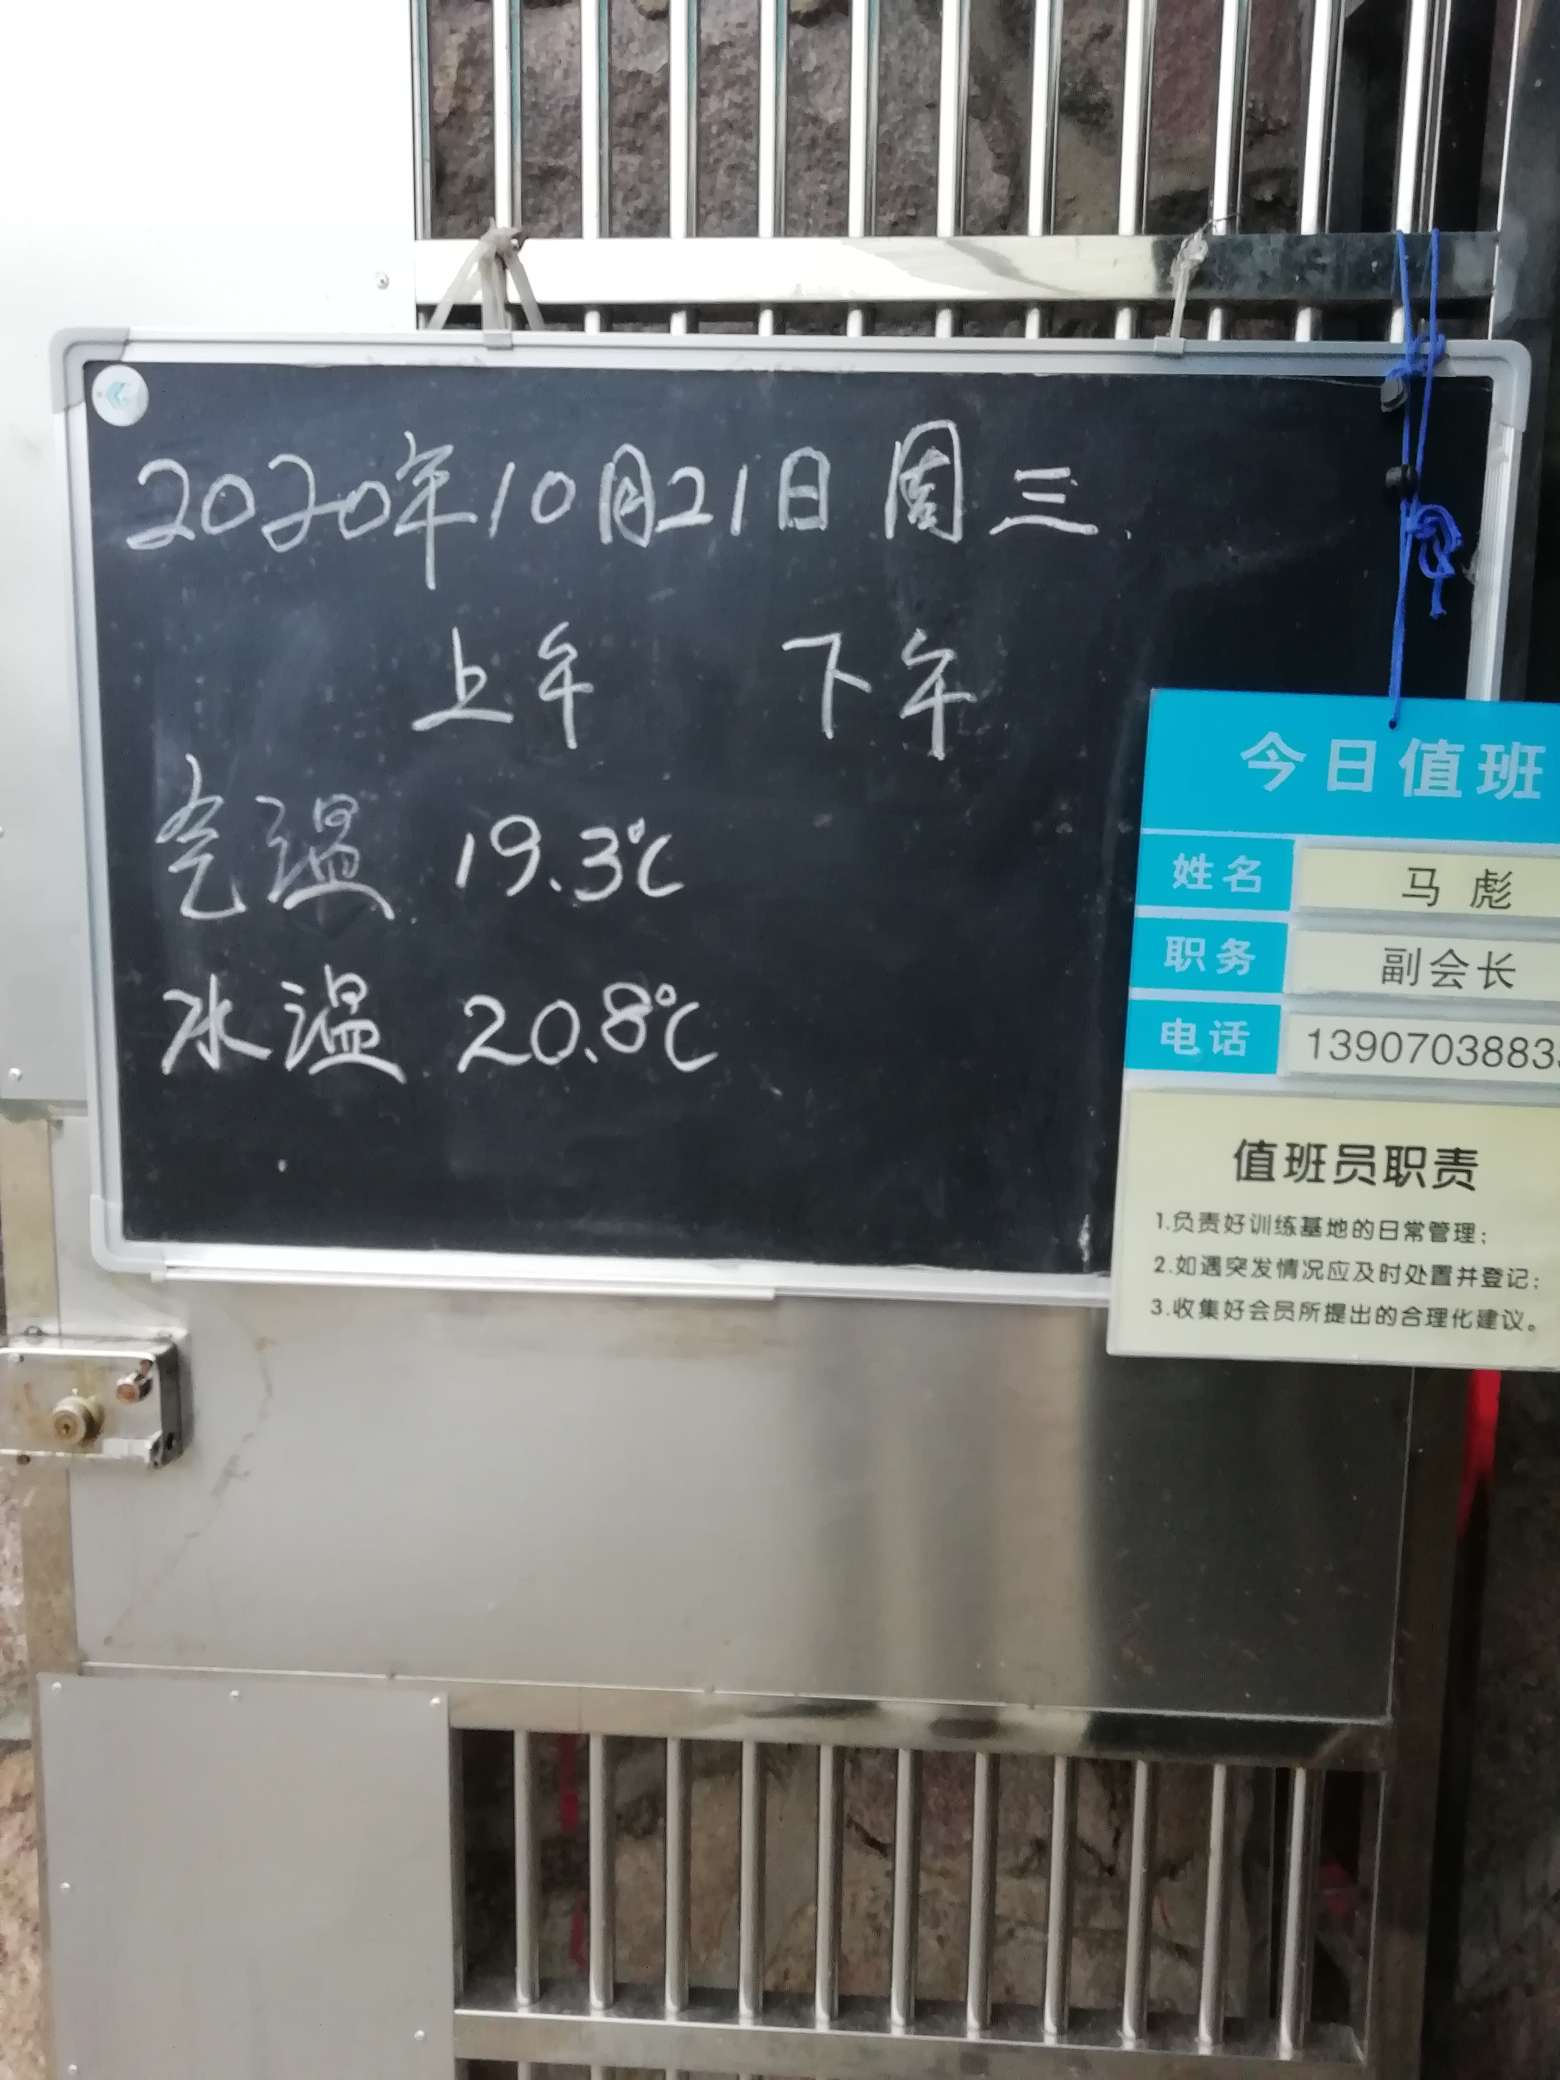 2020年10月21日 周三.
上午 下午
气温 19.3℃
水温 20.8℃
今日值班
姓名 马 彪
职务 副会长
电话 1390703883
值班员职责
1.负责好训练基地的日常管理;
2.如遇突发情况应及时处置并登记;
3.收集好会员所提出的合理化建议。